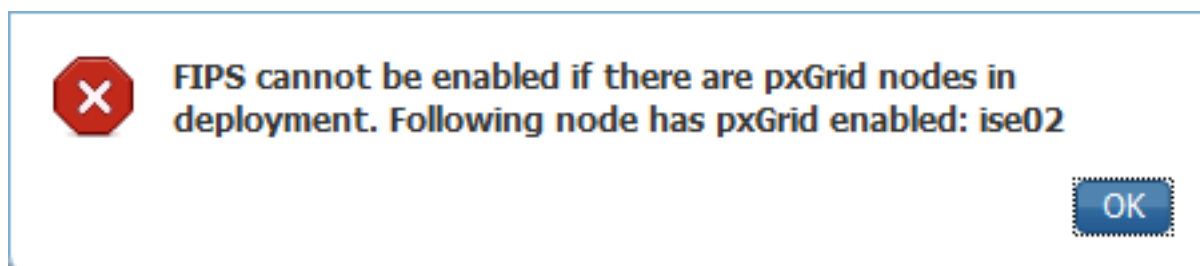 FIPS cannot be enabled if there are pxGrid nodes in
deployment. Following node has pxGrid enabled: ise02
OK